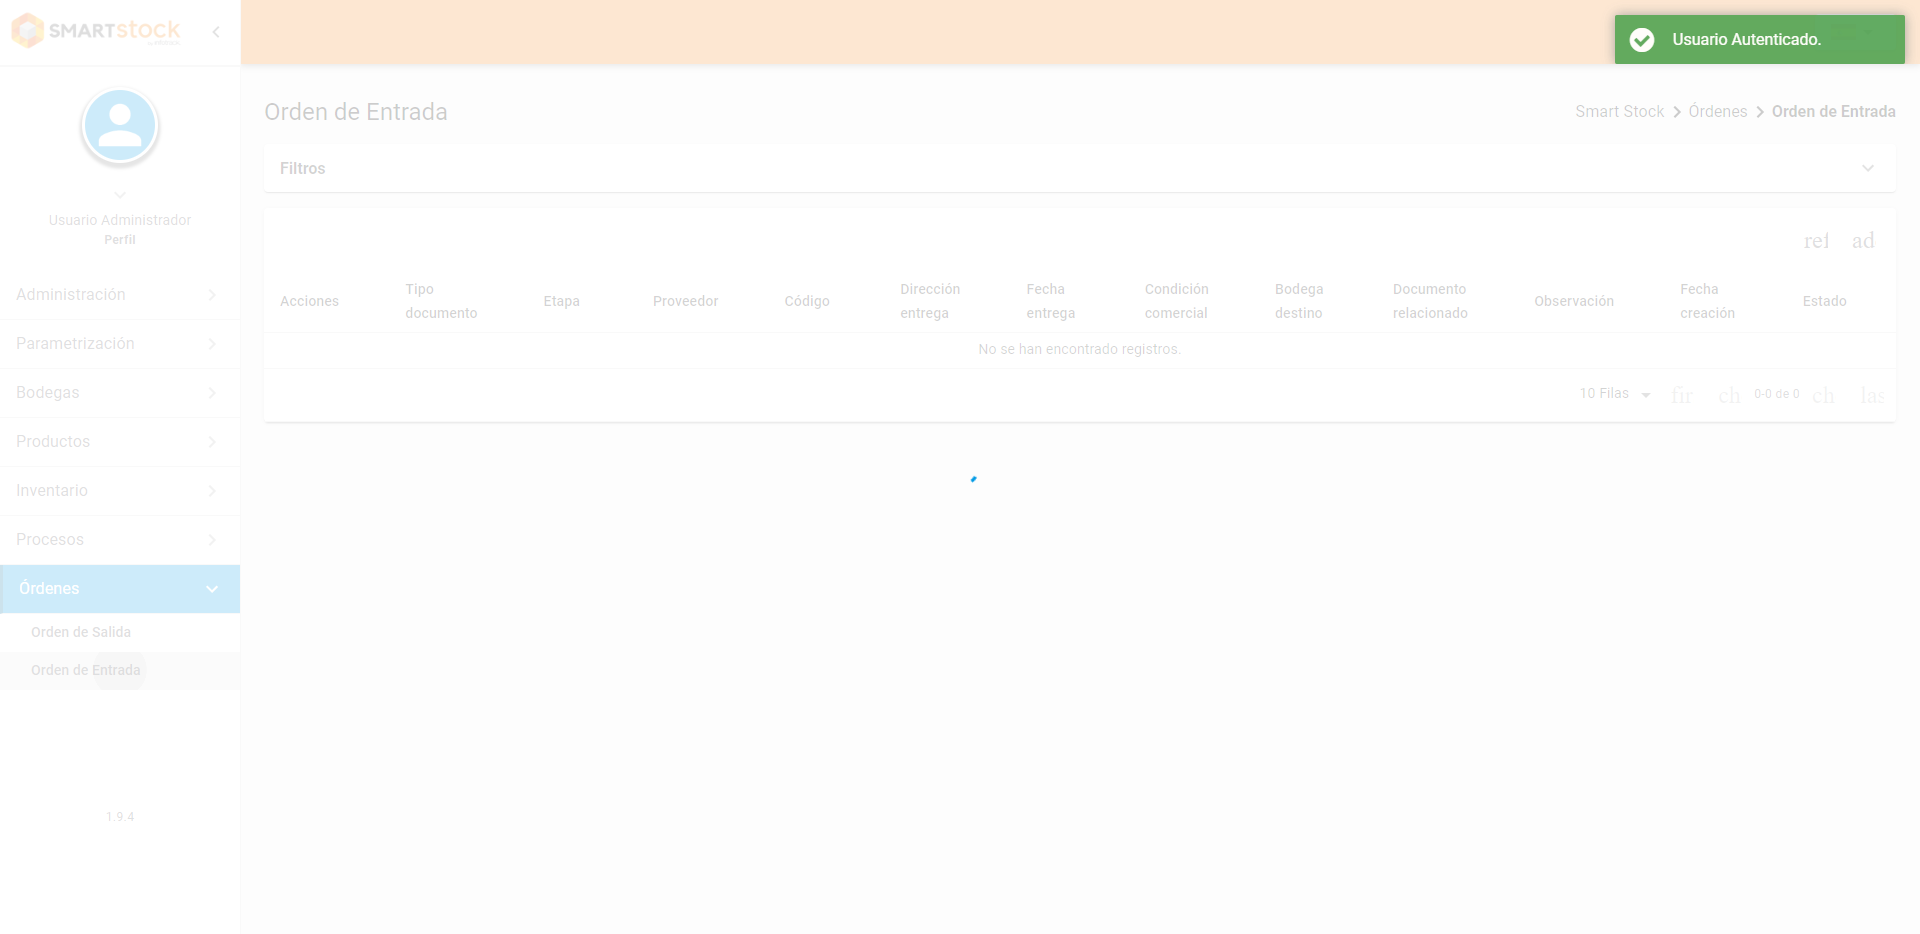 SMARTstock
Usuario Autenticado.
Orden de Entrada
Smart Stock > Órdenes > Orden de Entrada
Filtros
Usuario Administrador
Perfil
Administración
Parametrización
Bodegas
Productos
Inventario
Procesos
Órdenes
Orden de Salida
Orden de Entrada
1.9.4
ref ad
Acciones
Tipo
documento
Etapa
Proveedor
Código
Dirección
entrega
Fecha
entrega
Condición
comercial
Bodega
destino
Documento
relacionado
Observación
Fecha
creación
Estado
No se han encontrado registros.
10 Filas fir ch 0-0 de 0 ch las